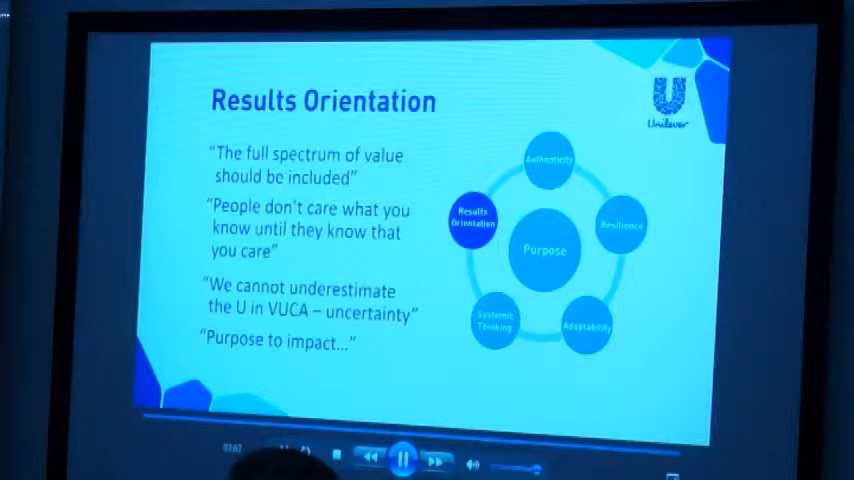 Results Orientation
Unilever
"The full spectrum of value
should be included"
"People don't care what you
know until they know that
you care"
"We cannot underestimate
the U in VUCA – uncertainty"
"Purpose to impact..."
Authenticity
Results
Orientation
Resilience
Purpose
Systemic
Thinking
Adaptability